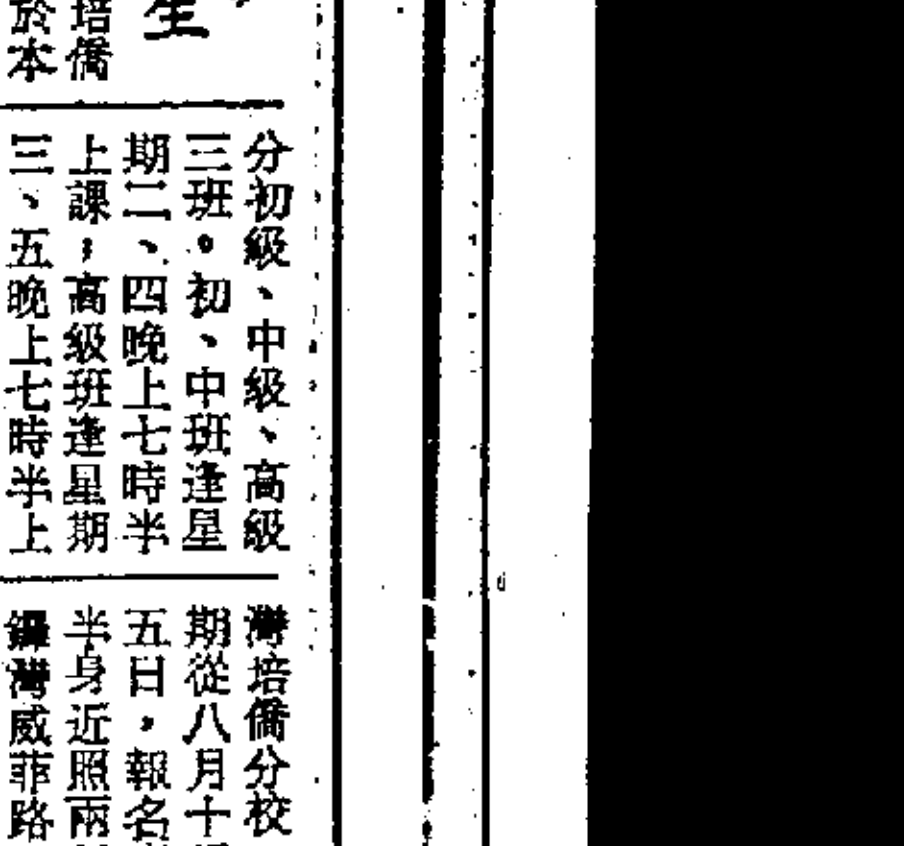 生
培僑
於本
分初級、中級、高級
三班。初、中班逢星
期二、四晚上七時半
上課；高級班逢星期
三、五晚上七時半上
灣培僑分校
期從八月十
五日，報名
半身近照兩
鑼灣威菲路